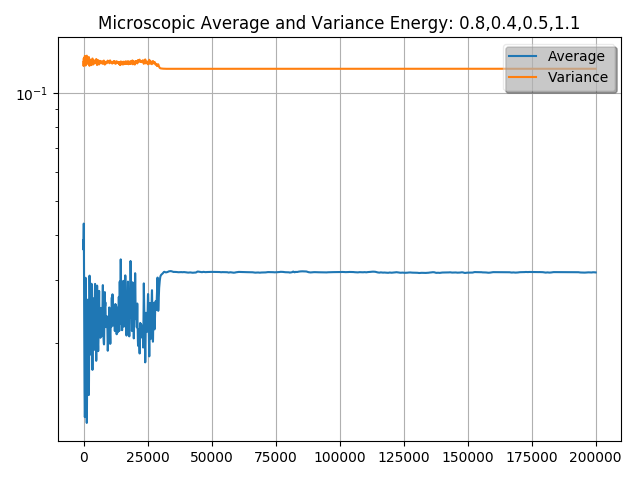 Microscopic Average and Variance Energy: 0.8,0.4,0.5,1.1
Average
Variance
10⁻¹
0 25000 50000 75000 100000 125000 150000 175000 200000